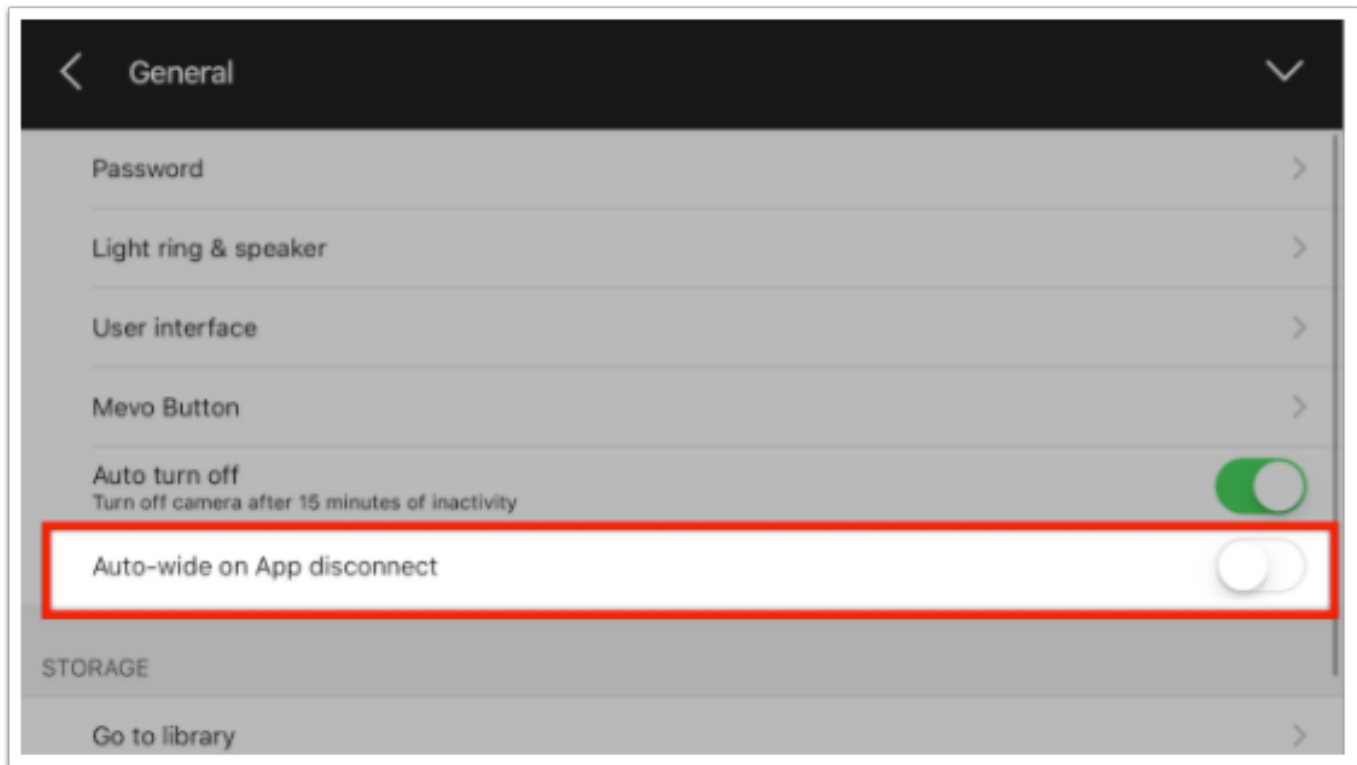 General
Password
Light ring & speaker
User interface
Mevo Button
Auto turn off
Turn off camera after 15 minutes of inactivity
Auto-wide on App disconnect
STORAGE
Go to library